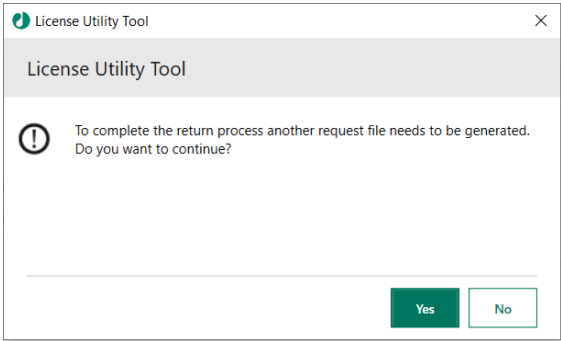 License Utility Tool
License Utility Tool
To complete the return process another request file needs to be generated.
Do you want to continue?
Yes
No